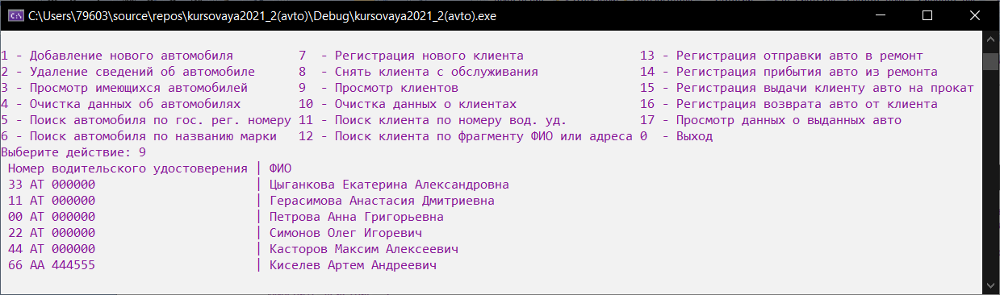 C:\Users\79603\source\repos\kursovaya2021_2(avto)\Debug\kursovaya2021_2(avto).exe
1 - Добавление нового автомобиля 7 - Регистрация нового клиента 13 - Регистрация отправки авто в ремонт
2 - Удаление сведений об автомобиле 8 - Снять клиента с обслуживания 14 - Регистрация прибытия авто из ремонта
3 - Просмотр имеющихся автомобилей 9 - Просмотр клиентов 15 - Регистрация выдачи клиенту авто на прокат
4 - Очистка данных об автомобилях 10 - Очистка данных о клиентах 16 - Регистрация возврата авто от клиента
5 - Поиск автомобиля по гос. рег. номеру 11 - Поиск клиента по номеру вод. уд. 17 - Просмотр данных о выданных авто
6 - Поиск автомобиля по названию марки 12 - Поиск клиента по фрагменту ФИО или адреса 0 - Выход
Выберите действие: 9
Номер водительского удостоверения | ФИО
33 АТ 000000 | Цыганкова Екатерина Александровна
11 АТ 000000 | Герасимова Анастасия Дмитриевна
00 АТ 000000 | Петрова Анна Григорьевна
22 АТ 000000 | Симонов Олег Игоревич
44 АТ 000000 | Касторов Максим Алексеевич
66 АА 444555 | Киселев Артем Андреевич